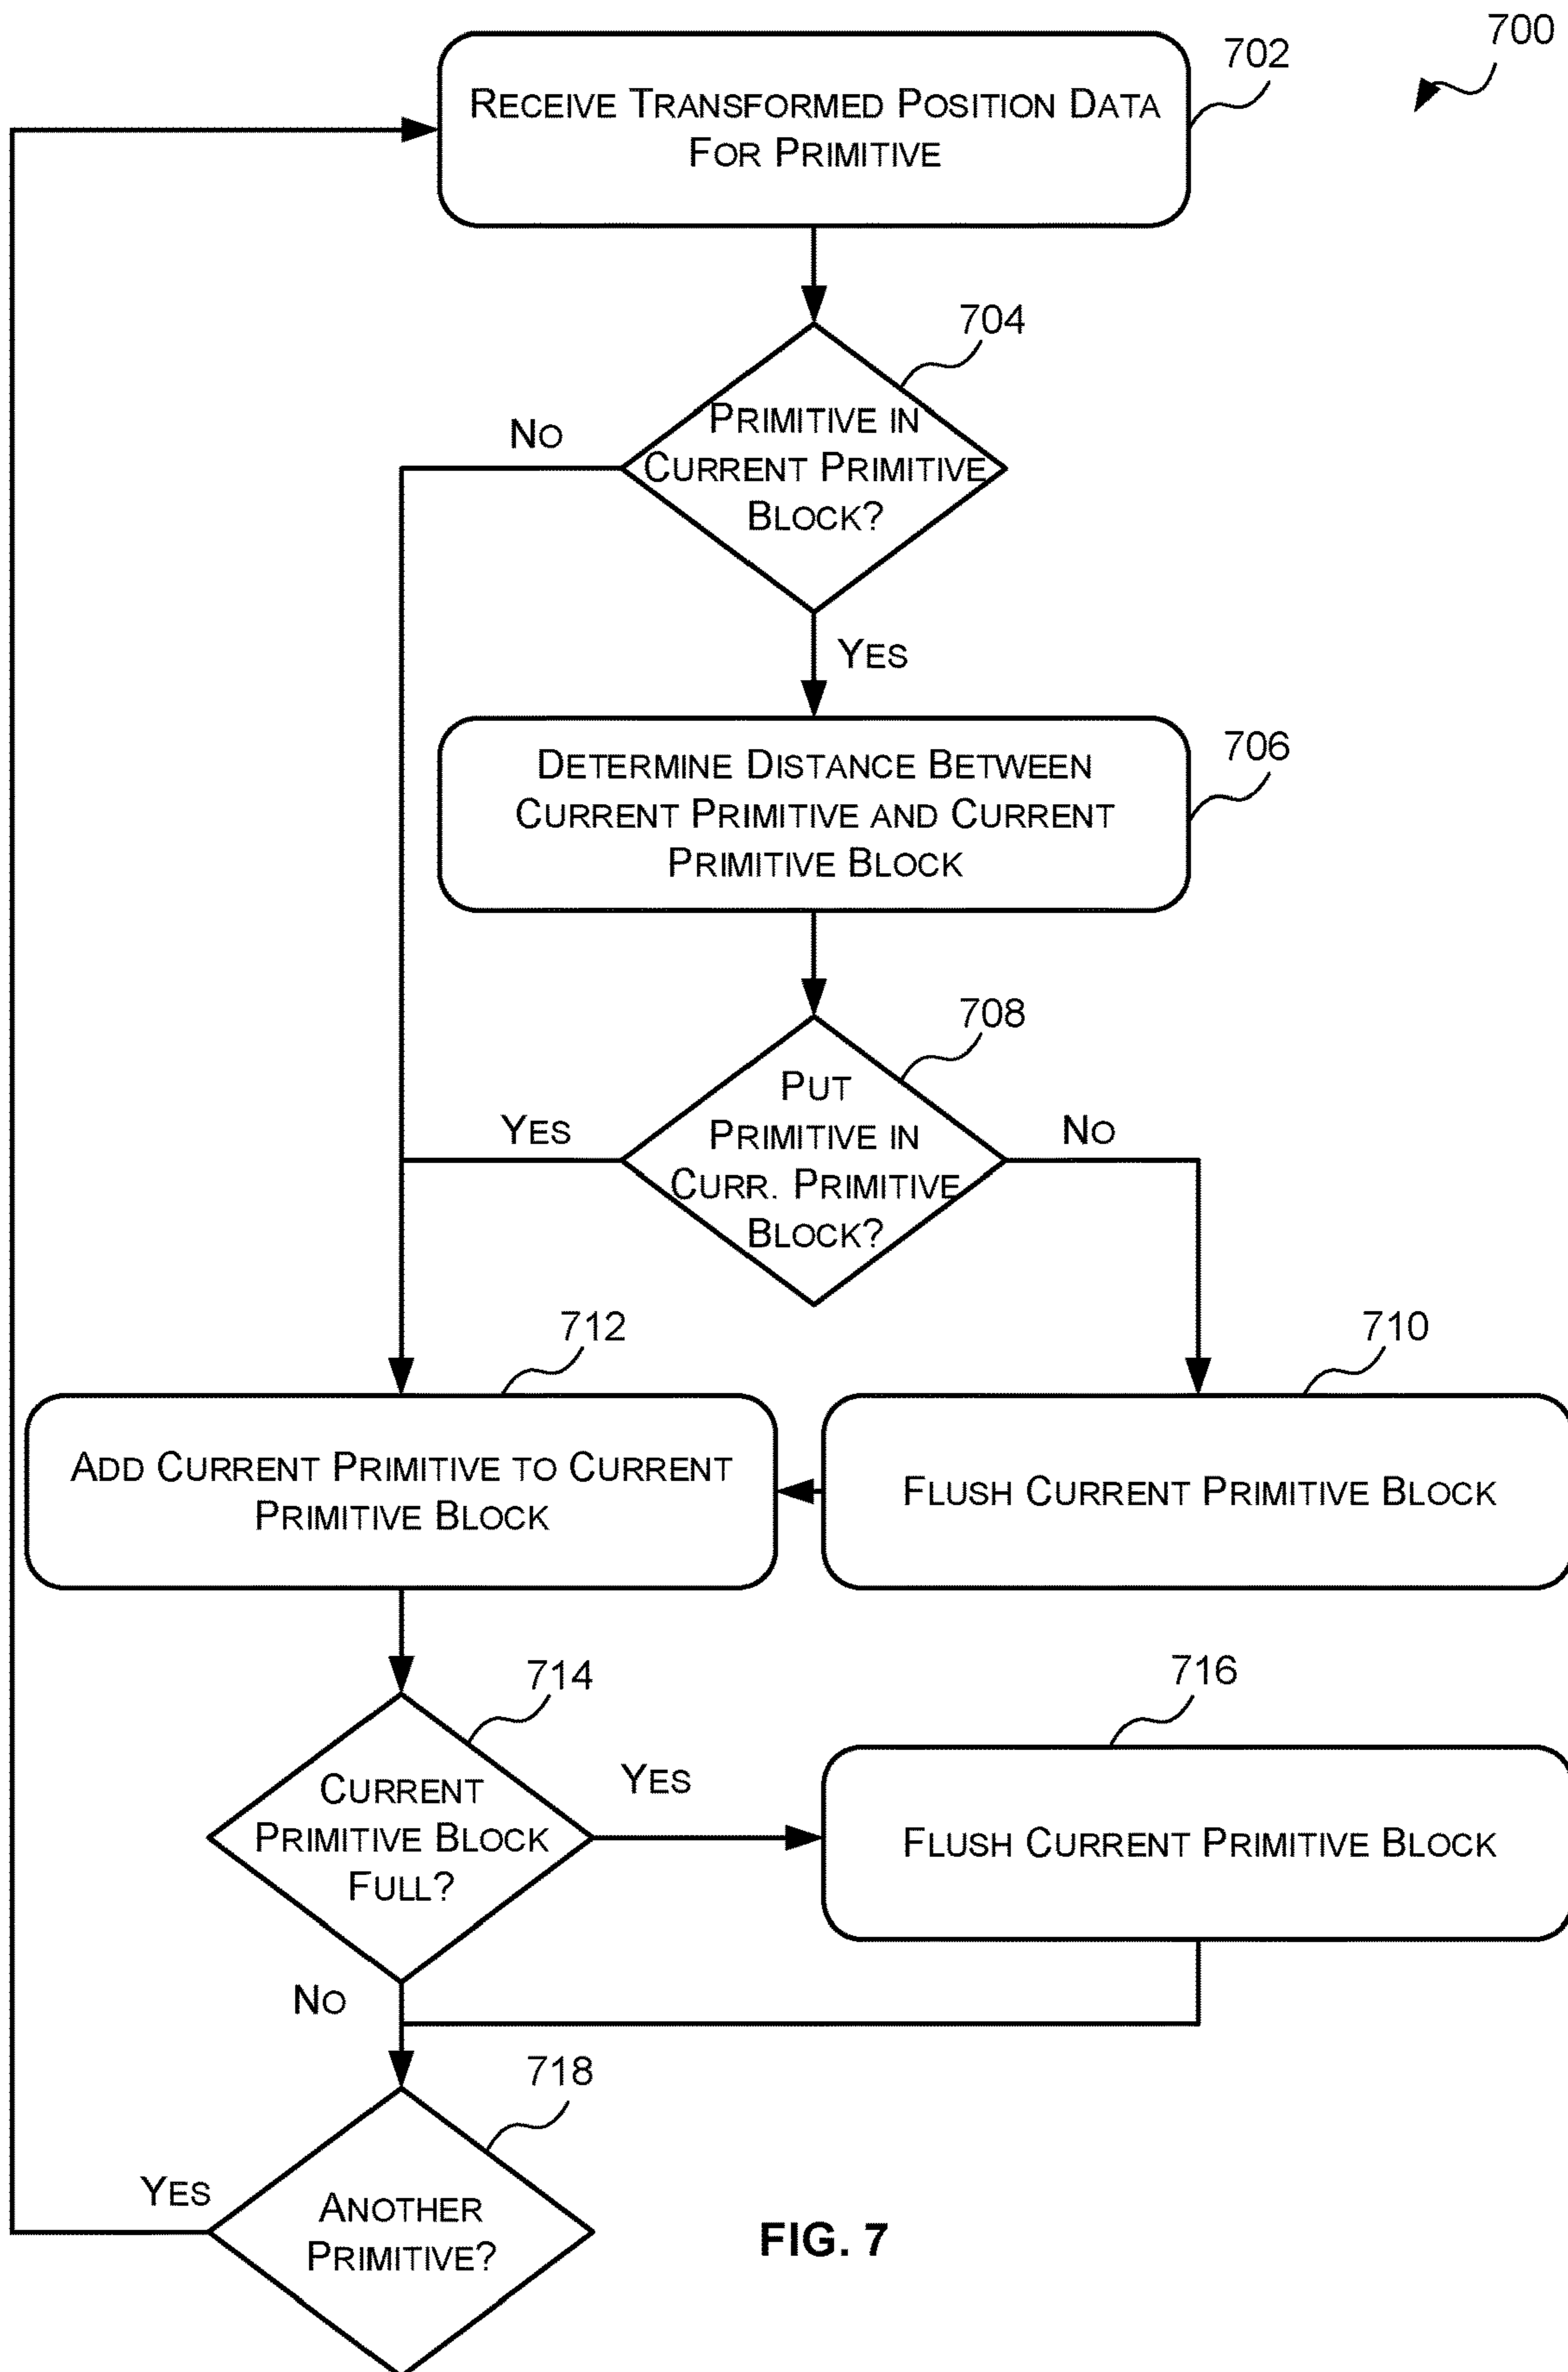 700
702
RECEIVE TRANSFORMED POSITION DATA
FOR PRIMITIVE
704
PRIMITIVE IN
CURRENT PRIMITIVE
BLOCK?
NO
YES
706
DETERMINE DISTANCE BETWEEN
CURRENT PRIMITIVE AND CURRENT
PRIMITIVE BLOCK
708
PUT
PRIMITIVE IN
CURR. PRIMITIVE
BLOCK?
YES
NO
712
710
ADD CURRENT PRIMITIVE TO CURRENT
PRIMITIVE BLOCK
FLUSH CURRENT PRIMITIVE BLOCK
714
716
CURRENT
PRIMITIVE BLOCK
FULL?
YES
FLUSH CURRENT PRIMITIVE BLOCK
NO
718
YES
ANOTHER
PRIMITIVE?
FIG. 7